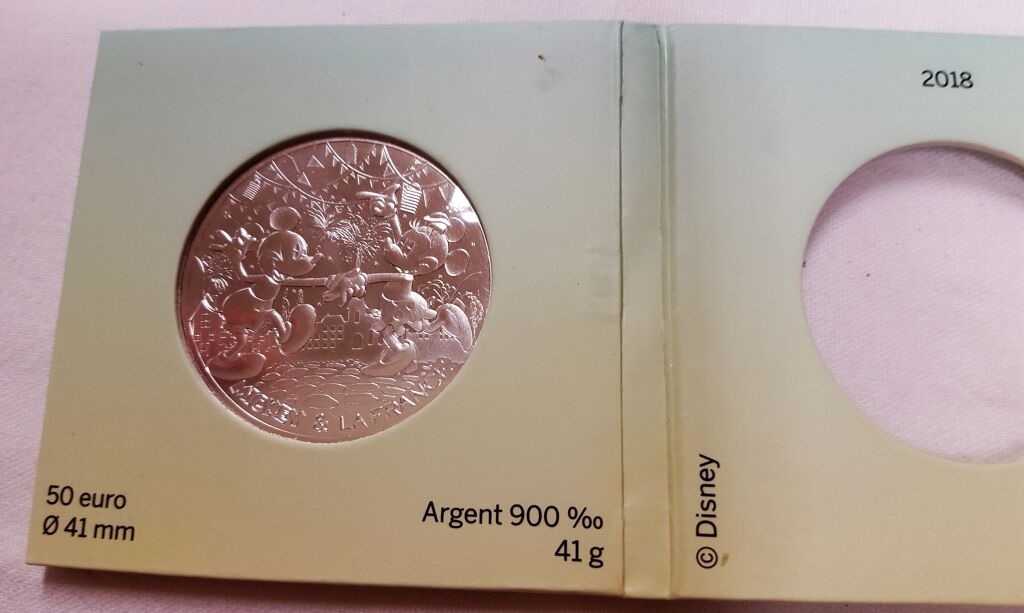 MICKEY & LA FRANCE
50 euro
Ø 41 mm
Argent 900 ‰
41 g
2018
© Disney